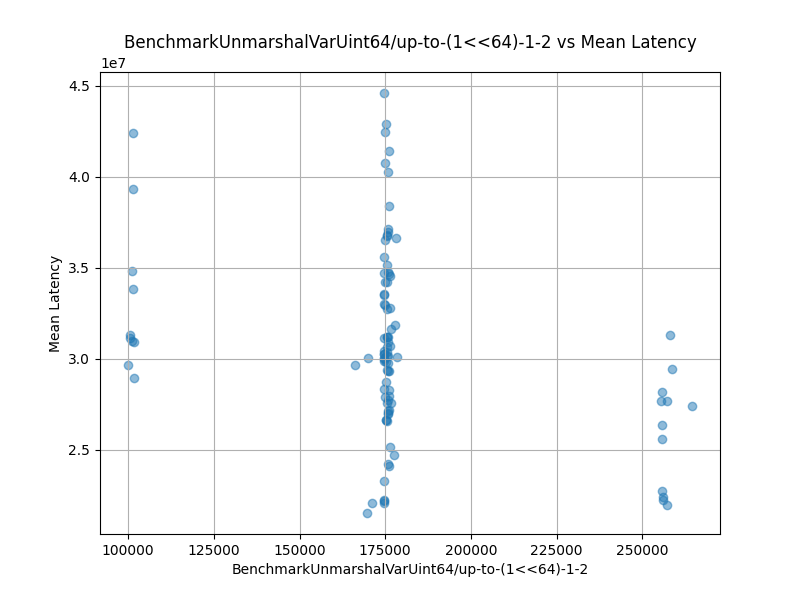 BenchmarkUnmarshalVarUint64/up-to-(1<<64)-1-2 vs Mean Latency
1e7
4.5
4.0
3.5
3.0
2.5
Mean Latency
100000 125000 150000 175000 200000 225000 250000
BenchmarkUnmarshalVarUint64/up-to-(1<<64)-1-2